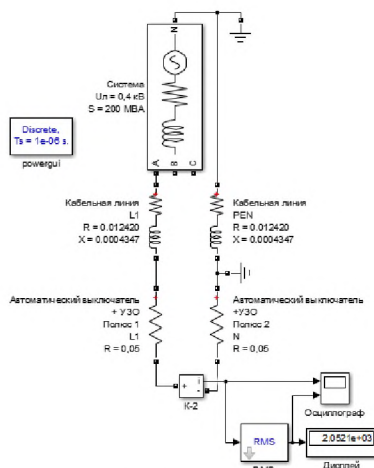 N
Система
Uл = 0,4 кВ
S = 200 МВА
S
Discrete,
Ts = 1e-06 s.
powergui
A
B
C
Кабельная линия
L1
R = 0.012420
X = 0.0004347
Кабельная линия
PEN
R = 0.012420
X = 0.0004347
Автоматический выключатель
+ УЗО
Полюс 1
L1
R = 0,05
Автоматический выключатель
+УЗО
Полюс 2
N
R = 0,05
+
i
-
К-2
Осциллограф
RMS
2.0521e+03
Дисплей